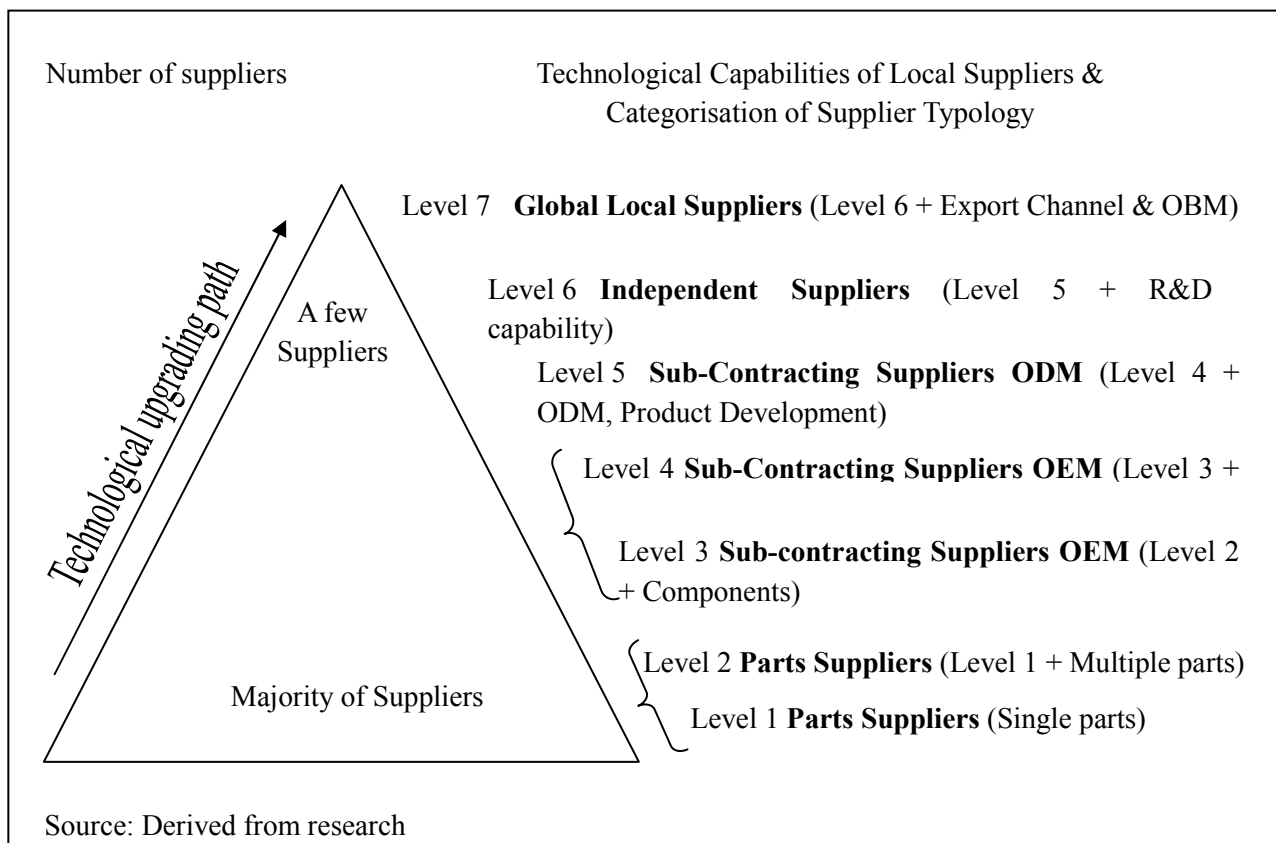 Number of suppliers
Technological Capabilities of Local Suppliers &
Categorisation of Supplier Typology
Level 7 Global Local Suppliers (Level 6 + Export Channel & OBM)
Technological upgrading path
A few
Suppliers
Level 6 Independent Suppliers (Level 5 + R&D
capability)
Level 5 Sub-Contracting Suppliers ODM (Level 4 +
ODM, Product Development)
Level 4 Sub-Contracting Suppliers OEM (Level 3 +
Level 3 Sub-contracting Suppliers OEM (Level 2
+ Components)
Majority of Suppliers
Level 2 Parts Suppliers (Level 1 + Multiple parts)
Level 1 Parts Suppliers (Single parts)
Source: Derived from research